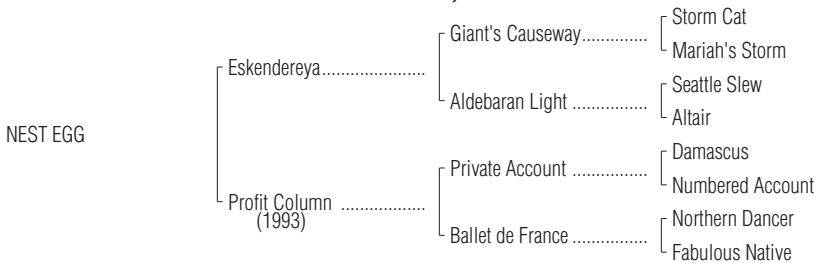 Storm Cat
Giant's Causeway..............
Mariah's Storm
Eskendereya......................
Seattle Slew
Aldebaran Light ................
Altair
NEST EGG
Damascus
Private Account ................
Numbered Account
Profit Column ..................
(1993)
Northern Dancer
Ballet de France ................
Fabulous Native